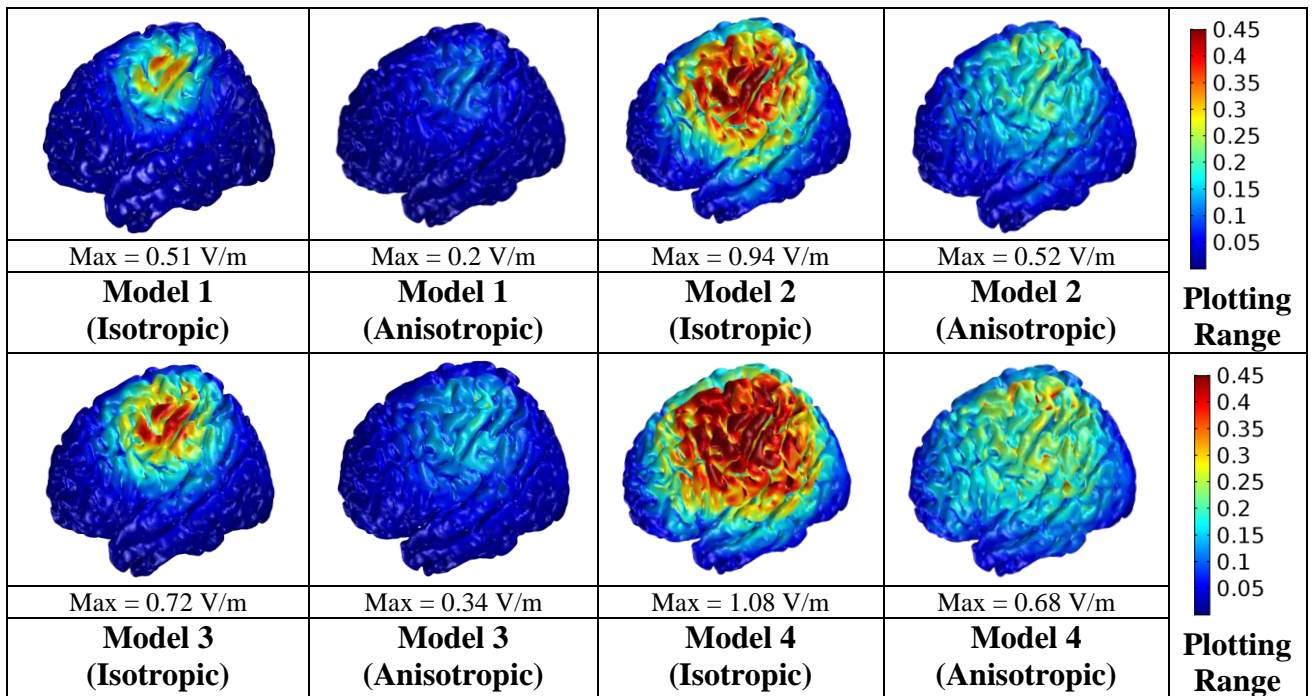 0.45
0.4
0.35
0.3
0.25
0.2
0.15
0.1
0.05
Max = 0.51 V/m
Max = 0.2 V/m
Max = 0.94 V/m
Max = 0.52 V/m
Model 1
(Isotropic)
Model 1
(Anisotropic)
Model 2
(Isotropic)
Model 2
(Anisotropic)
Plotting
Range
0.45
0.4
0.35
0.3
0.25
0.2
0.15
0.1
0.05
Max = 0.72 V/m
Max = 0.34 V/m
Max = 1.08 V/m
Max = 0.68 V/m
Model 3
(Isotropic)
Model 3
(Anisotropic)
Model 4
(Isotropic)
Model 4
(Anisotropic)
Plotting
Range